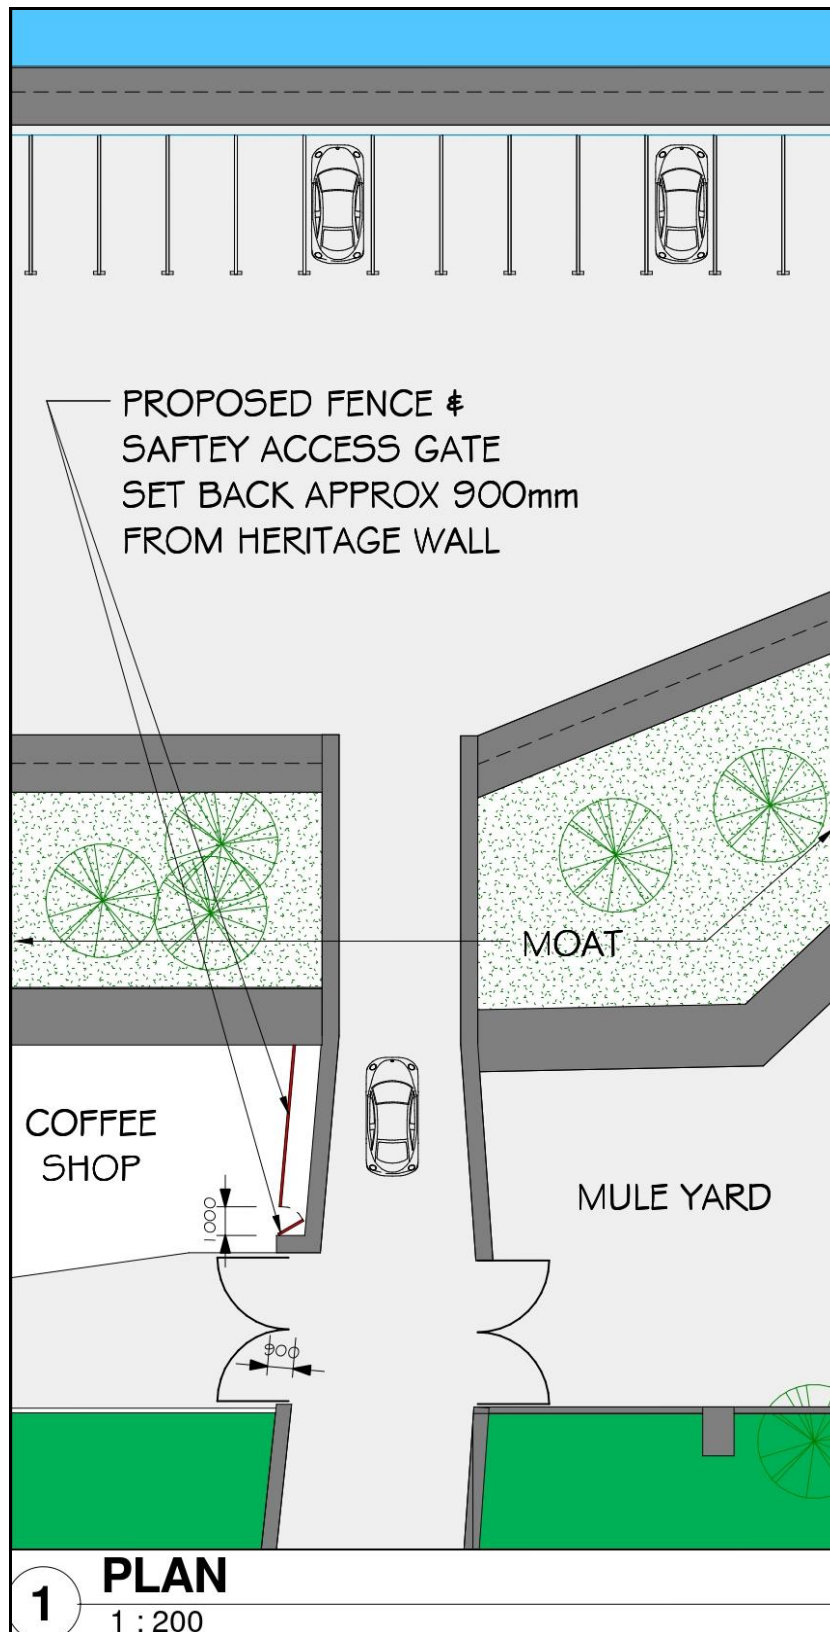 PROPOSED FENCE &
SAFTEY ACCESS GATE
SET BACK APPROX 900mm
FROM HERITAGE WALL
MOAT
COFFEE
SHOP
1000
MULE YARD
900
1
PLAN
1 : 200